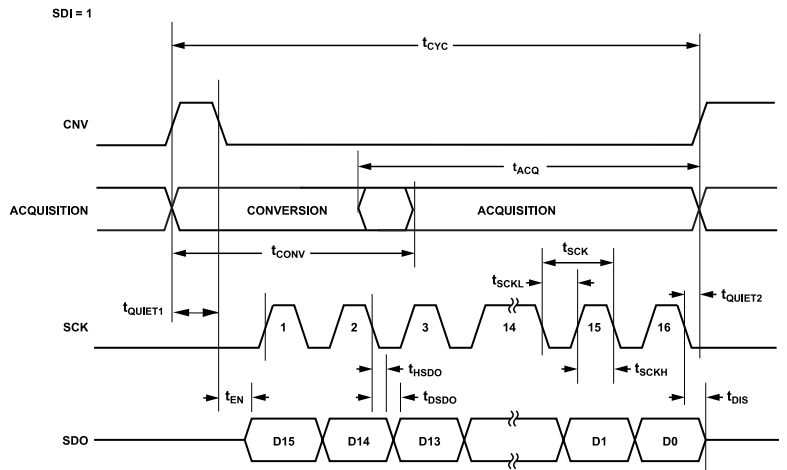 SDI = 1
tCYC
CNV
tACQ
ACQUISITION
CONVERSION
ACQUISITION
tCONV
tSCK
tSCKL
tQUIET1
tQUIET2
SCK
1 2 3 14 15 16
tHSDO
tSCKH
tEN
tDSDO
tDIS
SDO
D15 D14 D13 D1 D0